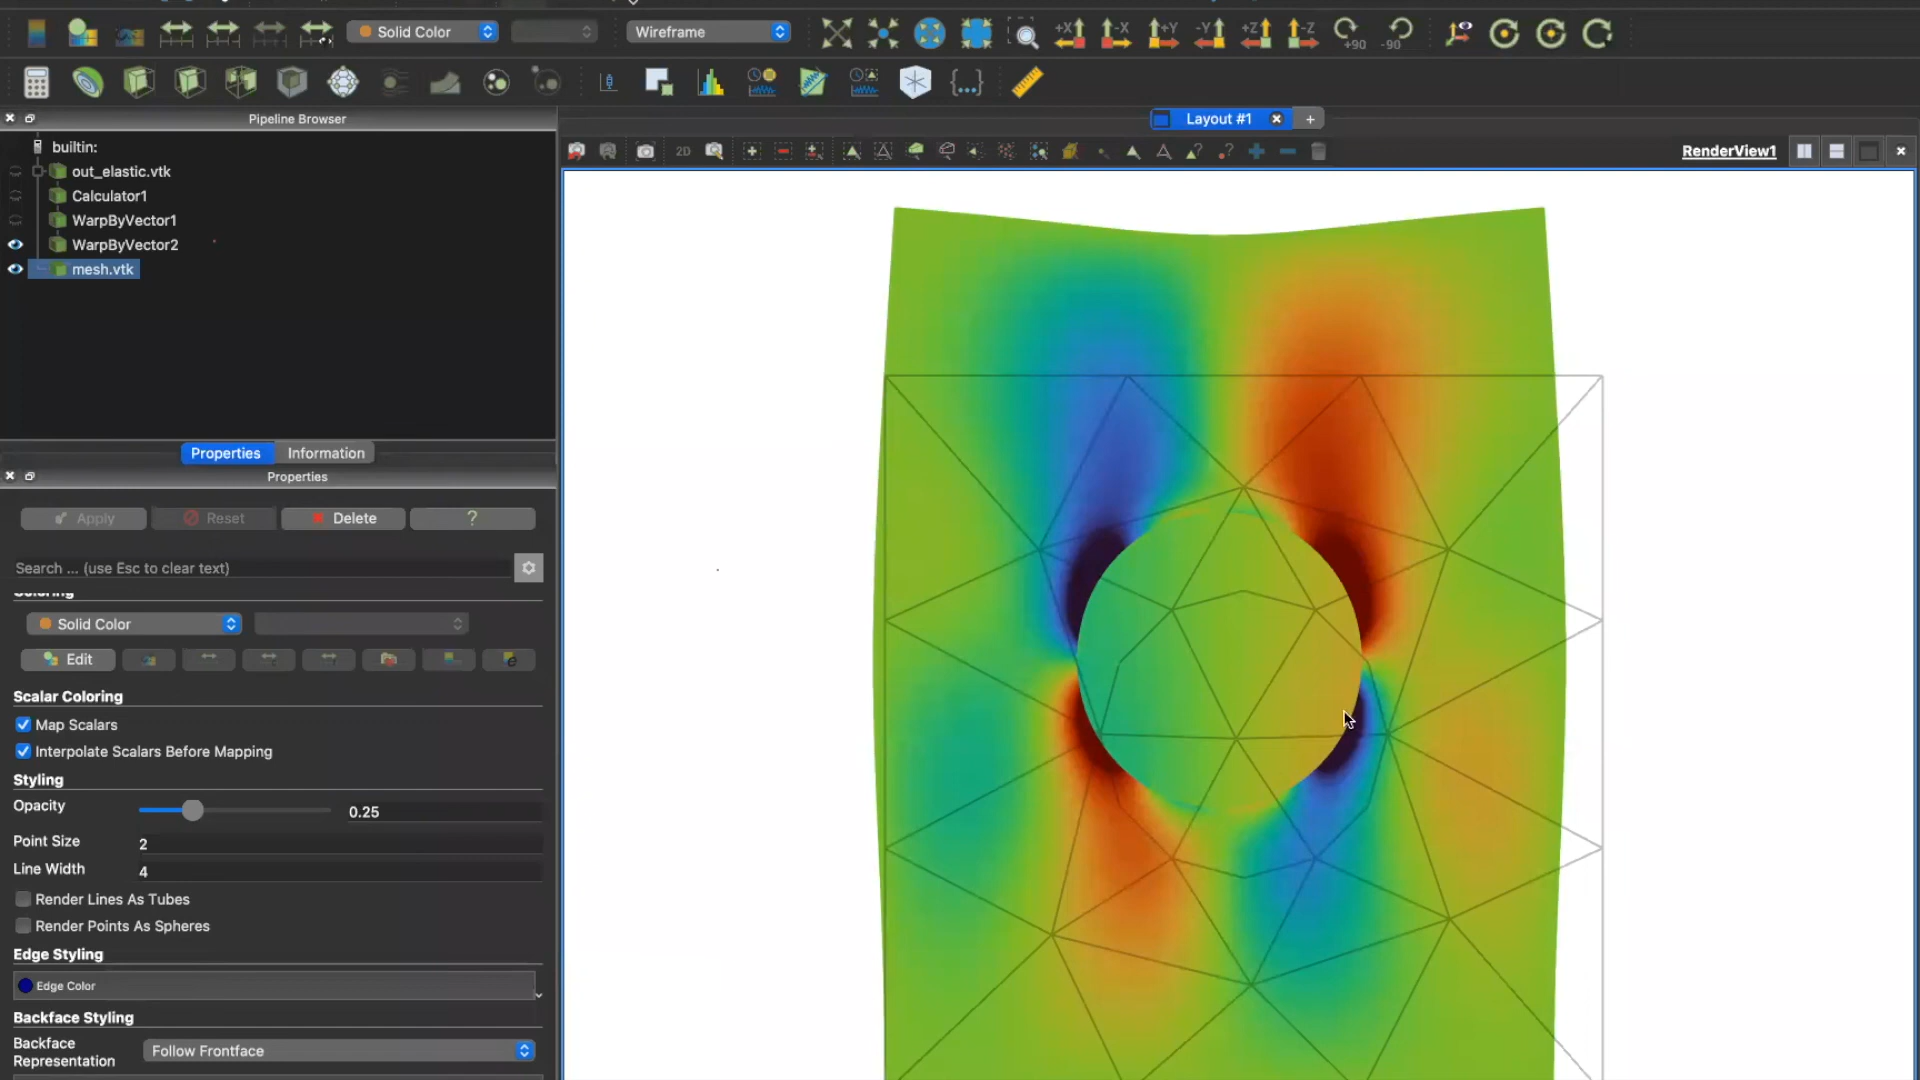 Solid Color
Wireframe
+X
-X
+Y
-Y
+Z
-Z
+90
-90
{...}
Pipeline Browser
Layout #1
+
builtin:
2D
RenderView1
out_elastic.vtk
Calculator1
WarpByVector1
WarpByVector2
mesh.vtk
Properties
Information
Properties
Apply
Reset
Delete
?
Search ... (use Esc to clear text)
Coloring
Solid Color
Edit
Scalar Coloring
Map Scalars
Interpolate Scalars Before Mapping
Styling
Opacity
0.25
Point Size
2
Line Width
4
Render Lines As Tubes
Render Points As Spheres
Edge Styling
Edge Color
Backface Styling
Backface
Representation
Follow Frontface